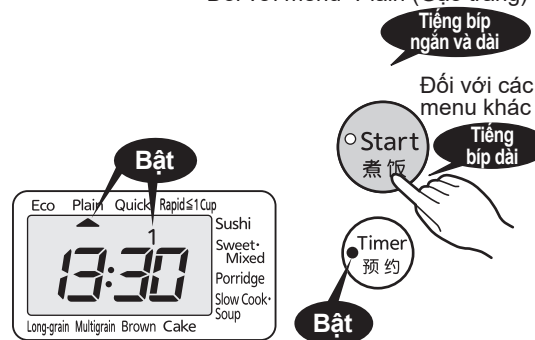 Tiếng bíp
ngắn và dài
Đối với các
menu khác
Start
煮饭
Tiếng
bíp dài
Bật
Eco Plain Quick Rapid≦1Cup
Sushi
1
Sweet・
Mixed
13:30
Porridge
Slow Cook・
Soup
Long-grain Multigrain Brown Cake
Timer
预约
Bật